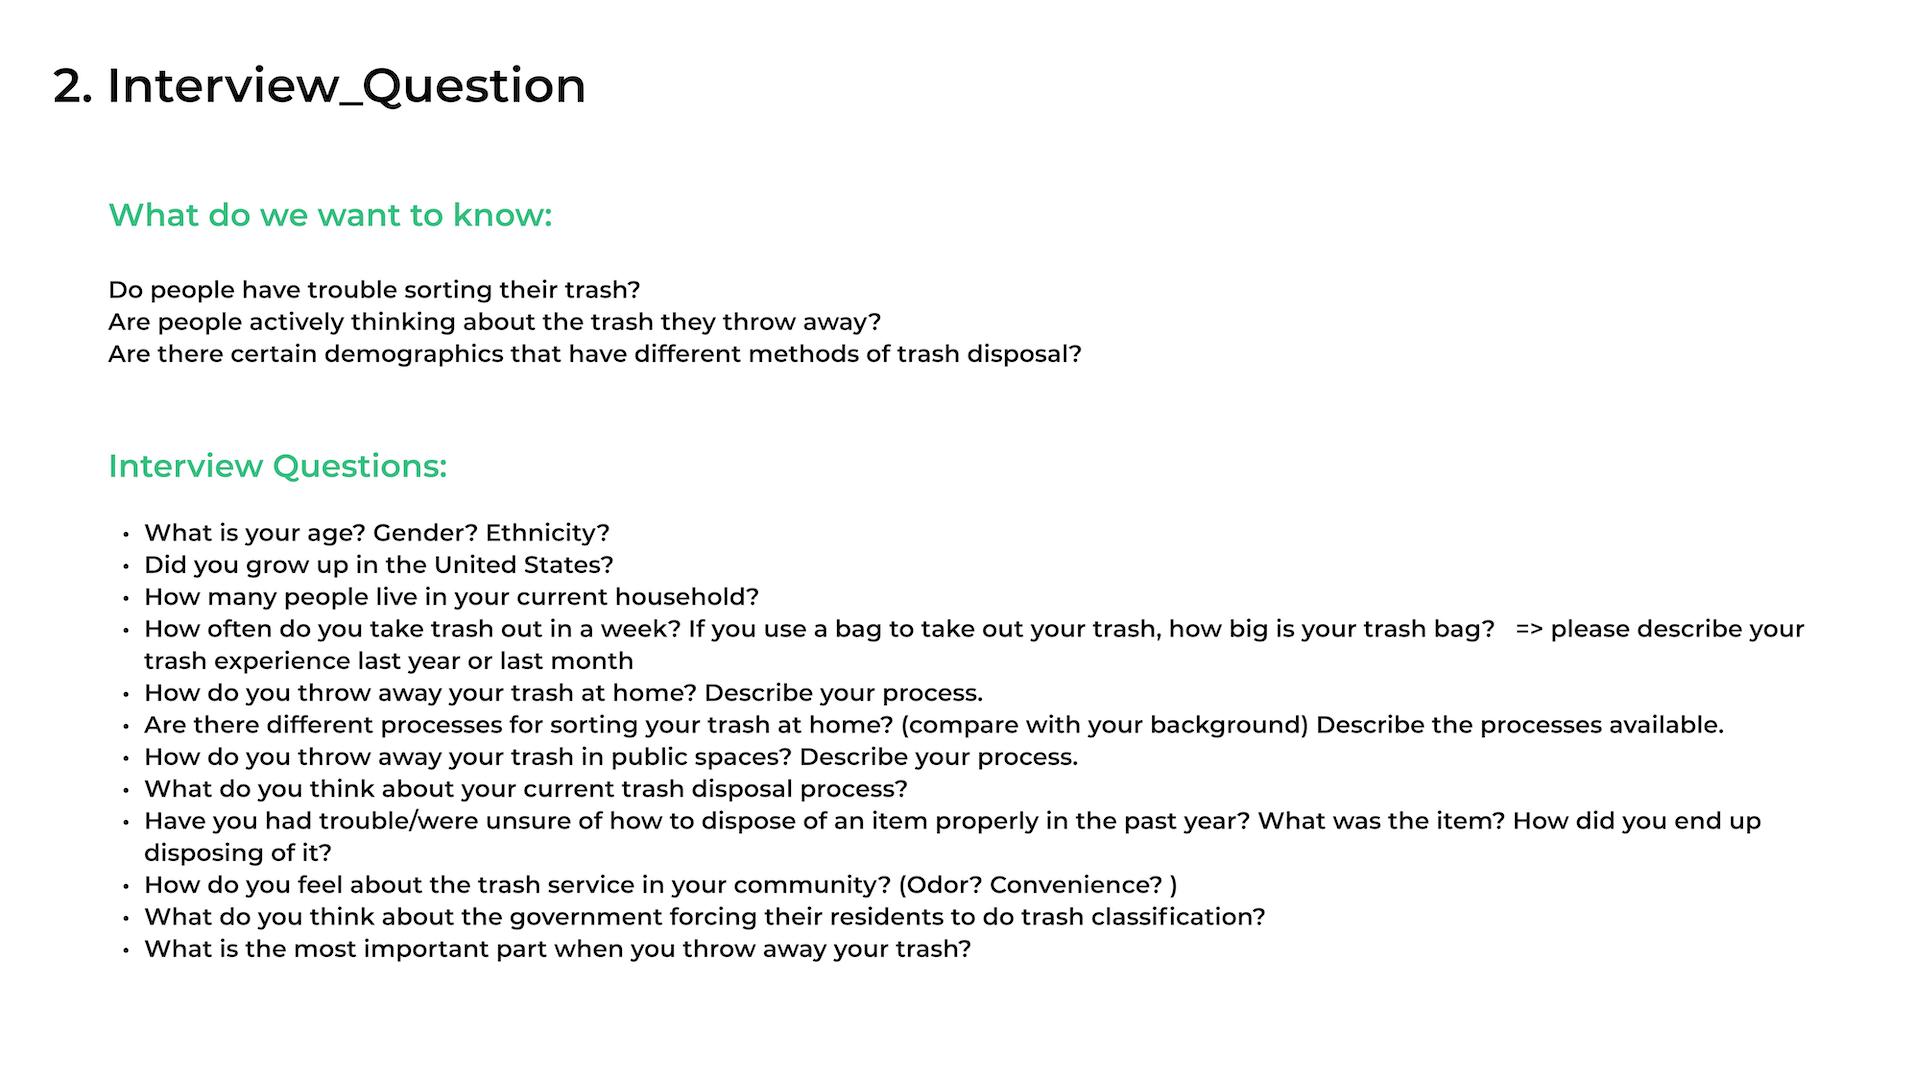 2. Interview_Question
What do we want to know:
Do people have trouble sorting their trash?
Are people actively thinking about the trash they throw away?
Are there certain demographics that have different methods of trash disposal?
Interview Questions:
• What is your age? Gender? Ethnicity?
• Did you grow up in the United States?
• How many people live in your current household?
• How often do you take trash out in a week? If you use a bag to take out your trash, how big is your trash bag?   => please describe your
trash experience last year or last month
• How do you throw away your trash at home? Describe your process.
• Are there different processes for sorting your trash at home? (compare with your background) Describe the processes available.
• How do you throw away your trash in public spaces? Describe your process.
• What do you think about your current trash disposal process?
• Have you had trouble/were unsure of how to dispose of an item properly in the past year? What was the item? How did you end up
disposing of it?
• How do you feel about the trash service in your community? (Odor? Convenience? )
• What do you think about the government forcing their residents to do trash classification?
• What is the most important part when you throw away your trash?